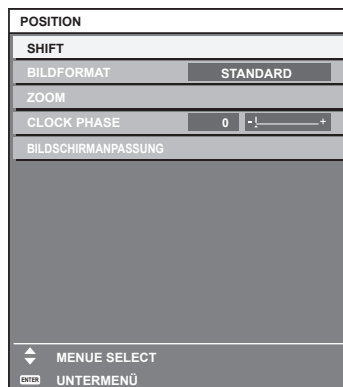 POSITION
SHIFT
BILDFORMAT STANDARD
ZOOM
CLOCK PHASE 0 - +
BILDSCHIRMANPASSUNG
MENUE SELECT
ENTER UNTERMENÜ